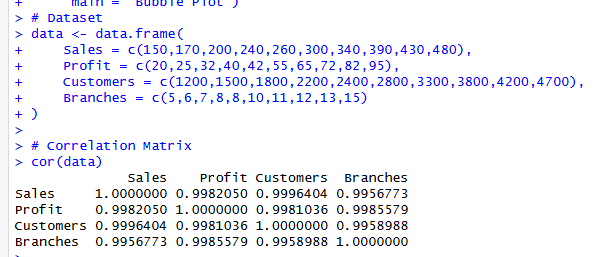 +      main = "Bubble Plot")
> # Dataset
> data <- data.frame(
+     Sales = c(150,170,200,240,260,300,340,390,430,480),
+     Profit = c(20,25,32,40,42,55,65,72,82,95),
+     Customers = c(1200,1500,1800,2200,2400,2800,3300,3800,4200,4700),
+     Branches = c(5,6,7,8,8,10,11,12,13,15)
+ )
>
> # Correlation Matrix
> cor(data)
              Sales    Profit Customers  Branches
Sales     1.0000000 0.9982050 0.9996404 0.9956773
Profit    0.9982050 1.0000000 0.9981036 0.9985579
Customers 0.9996404 0.9981036 1.0000000 0.9958988
Branches  0.9956773 0.9985579 0.9958988 1.0000000
>